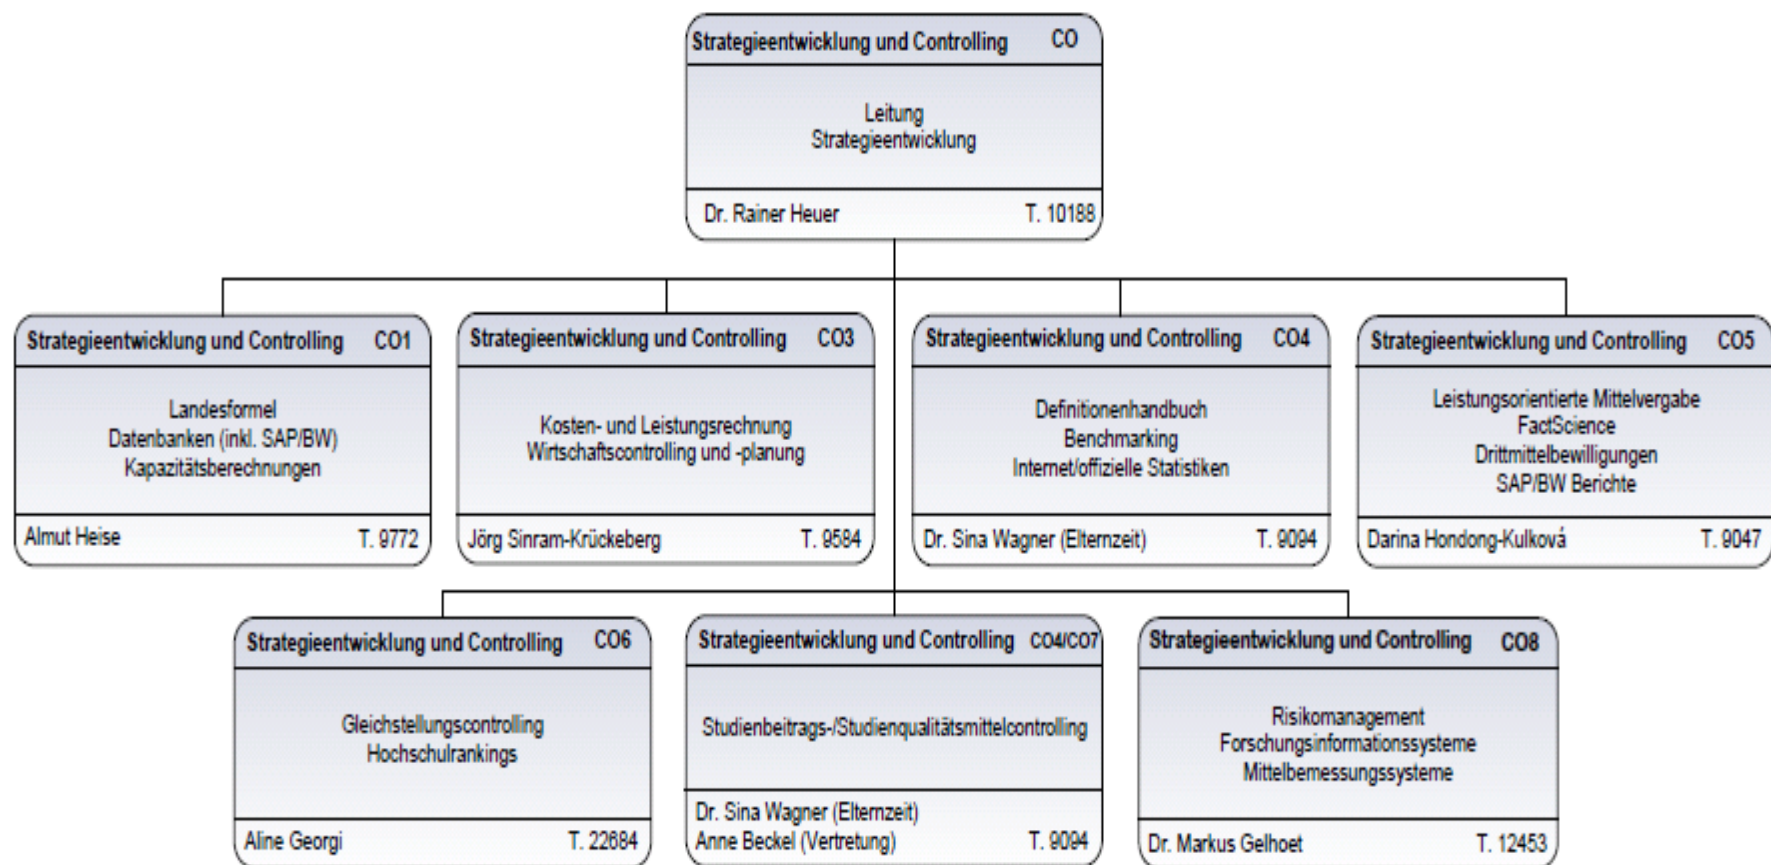 Strategieentwicklung und Controlling CO
Leitung
Strategieentwicklung
Dr. Rainer Heuer T. 10188
Strategieentwicklung und Controlling CO1
Landesformel
Datenbanken (inkl. SAP/BW)
Kapazitätsberechnungen
Almut Heise T. 9772
Strategieentwicklung und Controlling CO3
Kosten- und Leistungsrechnung
Wirtschaftscontrolling und -planung
Jörg Sinram-Krückeberg T. 9584
Strategieentwicklung und Controlling CO4
Definitionenhandbuch
Benchmarking
Internet/offizielle Statistiken
Dr. Sina Wagner (Elternzeit) T. 9094
Strategieentwicklung und Controlling CO5
Leistungsorientierte Mittelvergabe
FactScience
Drittmittelbewilligungen
SAP/BW Berichte
Darina Hondong-Kulková T. 9047
Strategieentwicklung und Controlling CO6
Gleichstellungscontrolling
Hochschulrankings
Aline Georgi T. 22684
Strategieentwicklung und Controlling CO4/CO7
Studienbeitrags-/Studienqualitätsmittelcontrolling
Dr. Sina Wagner (Elternzeit)
Anne Beckel (Vertretung) T. 9094
Strategieentwicklung und Controlling CO8
Risikomanagement
Forschungsinformationssysteme
Mittelbemessungssysteme
Dr. Markus Gelhoet T. 12453